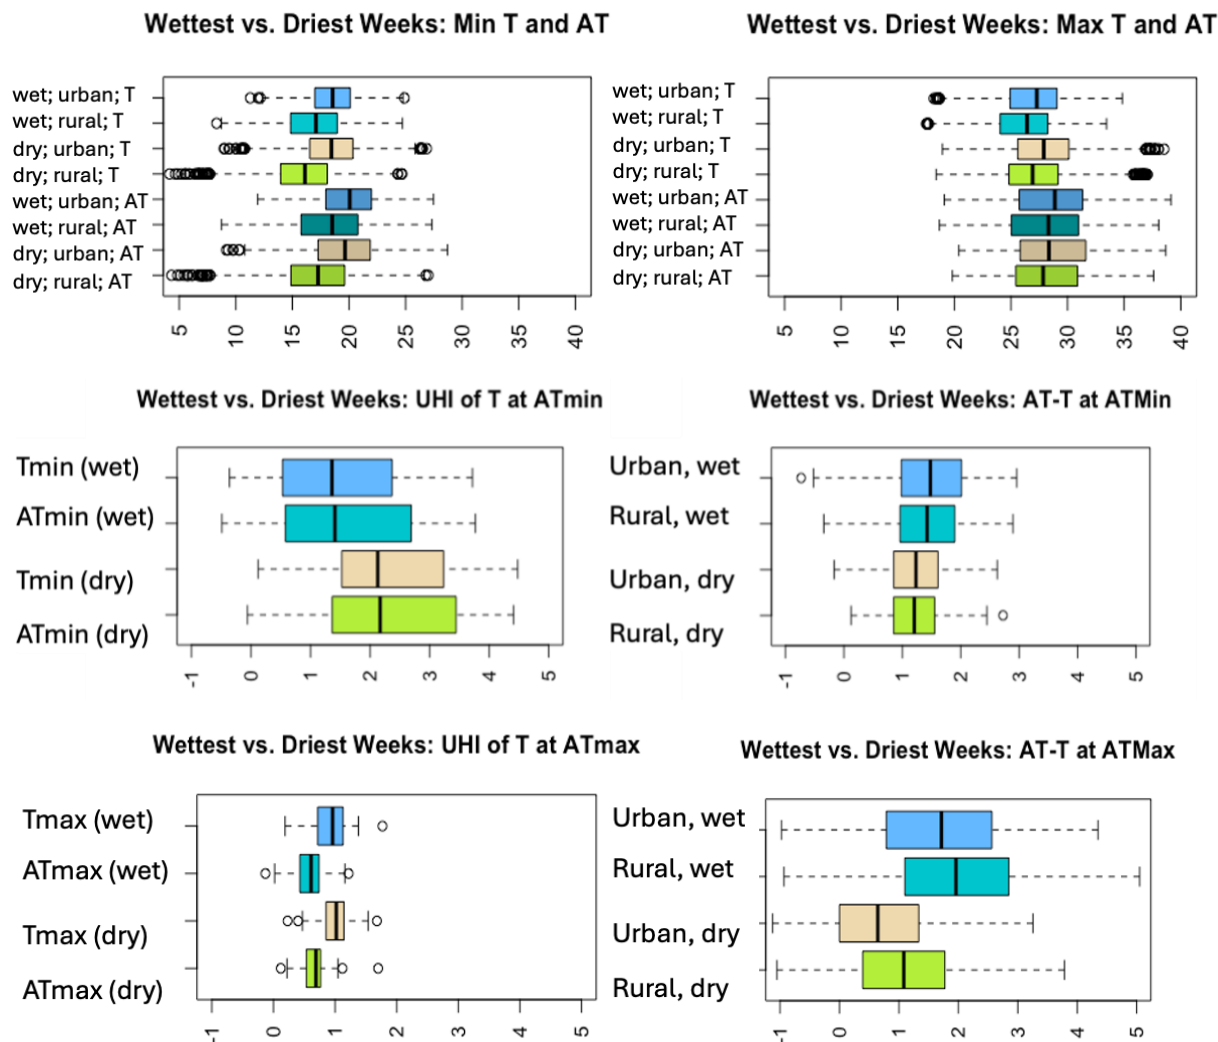 Wettest vs. Driest Weeks: Min T and AT
wet; urban; T
wet; rural; T
dry; urban; T
dry; rural; T
wet; urban; AT
wet; rural; AT
dry; urban; AT
dry; rural; AT
5 10 15 20 25 30 35 40
Wettest vs. Driest Weeks: Max T and AT
wet; urban; T
wet; rural; T
dry; urban; T
dry; rural; T
wet; urban; AT
wet; rural; AT
dry; urban; AT
dry; rural; AT
5 10 15 20 25 30 35 40
Wettest vs. Driest Weeks: UHI of T at ATmin
Tmin (wet)
ATmin (wet)
Tmin (dry)
ATmin (dry)
-1 0 1 2 3 4 5
Wettest vs. Driest Weeks: AT-T at ATMin
Urban, wet
Rural, wet
Urban, dry
Rural, dry
-1 0 1 2 3 4 5
Wettest vs. Driest Weeks: UHI of T at ATmax
Tmax (wet)
ATmax (wet)
Tmax (dry)
ATmax (dry)
-1 0 1 2 3 4 5
Wettest vs. Driest Weeks: AT-T at ATMax
Urban, wet
Rural, wet
Urban, dry
Rural, dry
-1 0 1 2 3 4 5